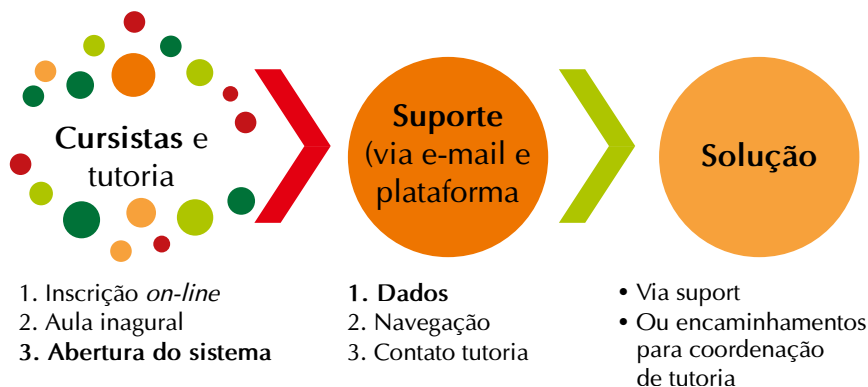 Cursistas e
tutoria
1. Inscrição on-line
2. Aula inagural
3. Abertura do sistema
Suporte
(via e-mail e
plataforma
1. Dados
2. Navegação
3. Contato tutoria
Solução
• Via suport
• Ou encaminhamentos
para coordenação
de tutoria